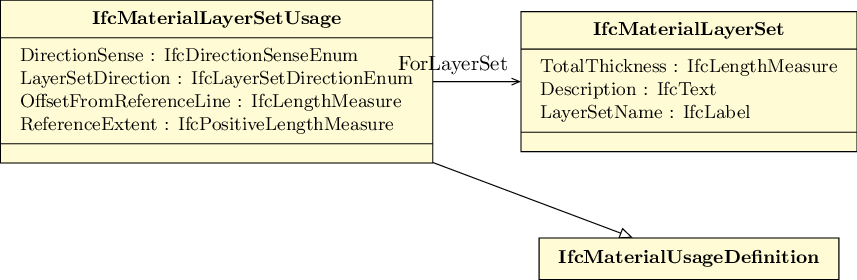 IfcMaterialLayerSetUsage
DirectionSense : IfcDirectionSenseEnum
LayerSetDirection : IfcLayerSetDirectionEnum
OffsetFromReferenceLine : IfcLengthMeasure
ReferenceExtent : IfcPositiveLengthMeasure
ForLayerSet
IfcMaterialLayerSet
TotalThickness : IfcLengthMeasure
Description : IfcText
LayerSetName : IfcLabel
IfcMaterialUsageDefinition